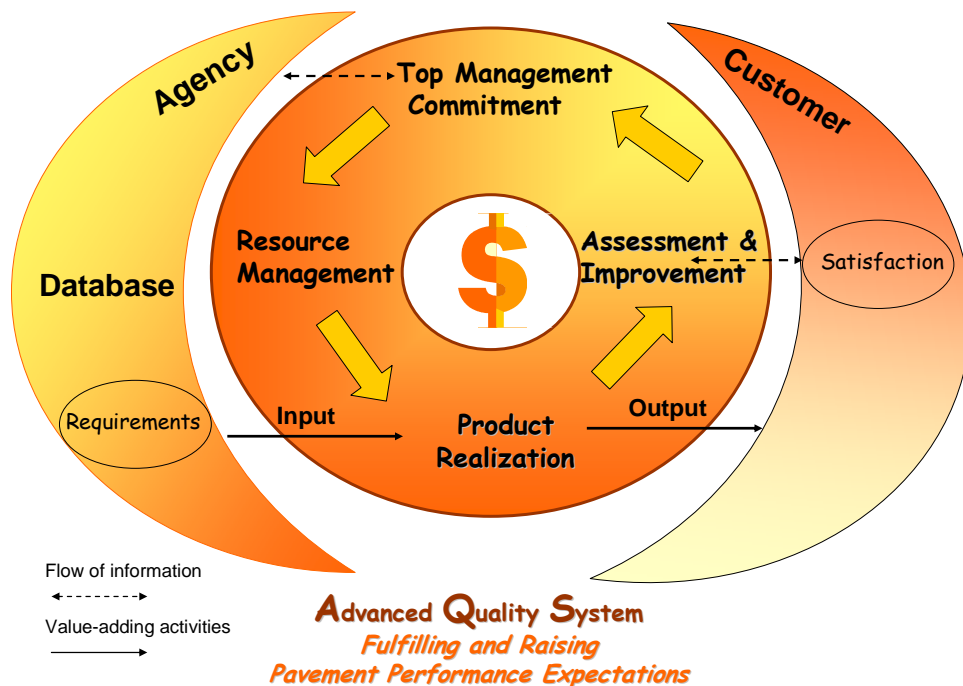 Agency
Customer
Top Management
Commitment
Resource
Management
$
Assessment &
Improvement
Satisfaction
Database
Requirements
Input
Output
Product
Realization
Flow of information
Value-adding activities
Advanced Quality System
Fulfilling and Raising
Pavement Performance Expectations